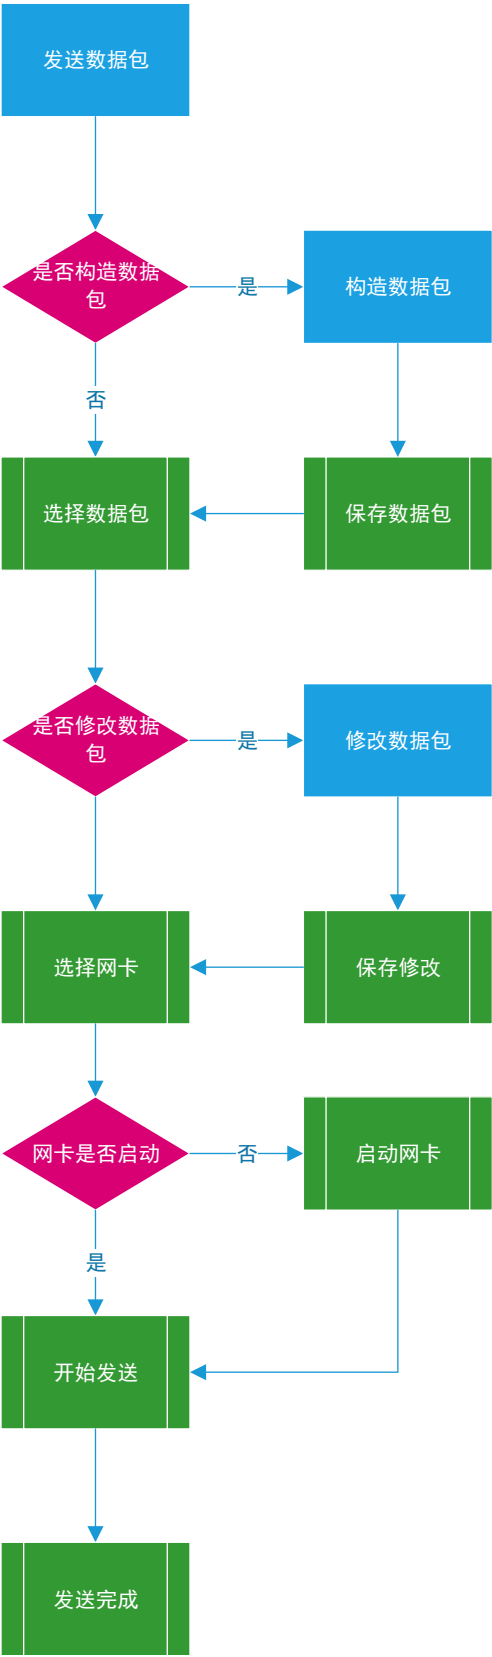 发送数据包
是否构造数据
包
是
构造数据包
否
选择数据包
保存数据包
是否修改数据
包
是
修改数据包
选择网卡
保存修改
网卡是否启动
否
启动网卡
是
开始发送
发送完成